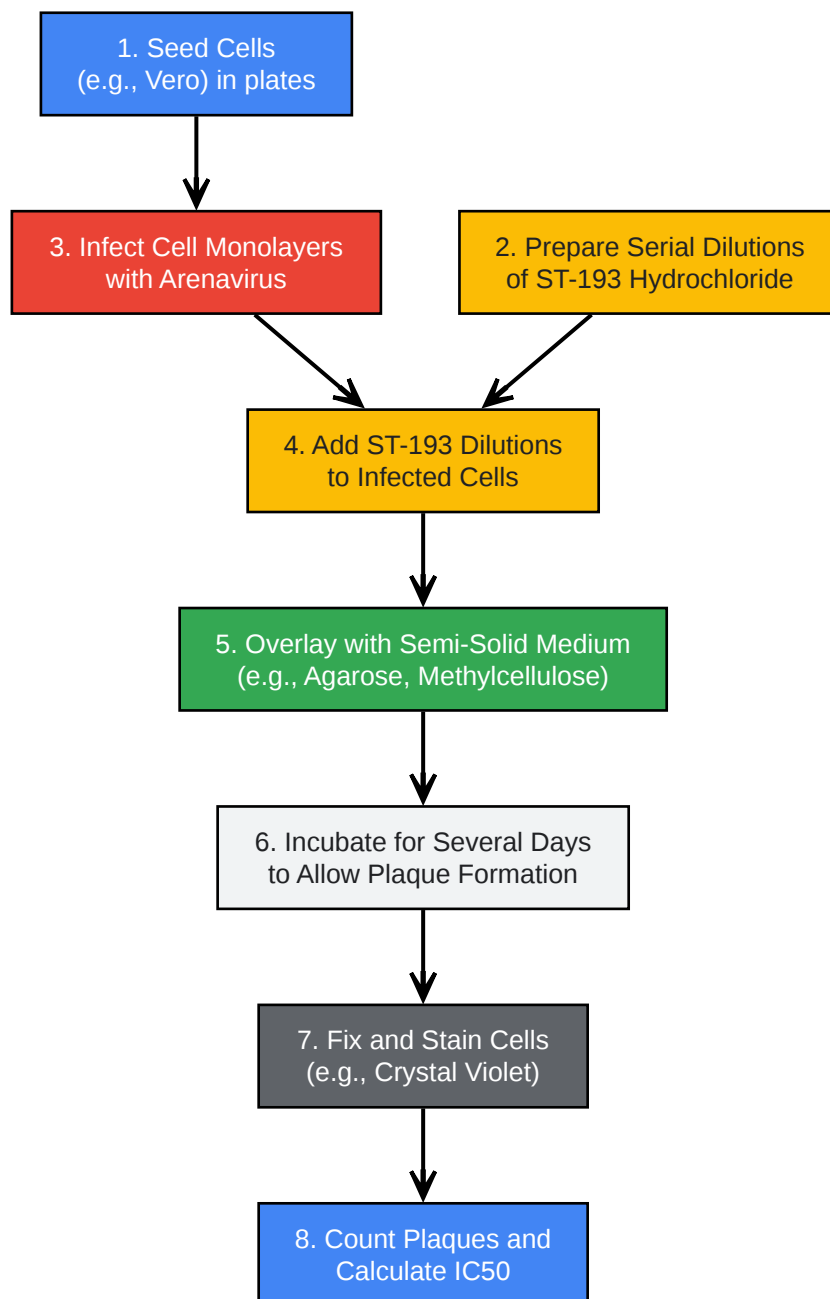 1. Seed Cells
(e.g., Vero) in plates
3. Infect Cell Monolayers
with Arenavirus
2. Prepare Serial Dilutions
of ST-193 Hydrochloride
4. Add ST-193 Dilutions
to Infected Cells
5. Overlay with Semi-Solid Medium
(e.g., Agarose, Methylcellulose)
6. Incubate for Several Days
to Allow Plaque Formation
7. Fix and Stain Cells
(e.g., Crystal Violet)
8. Count Plaques and
Calculate IC50